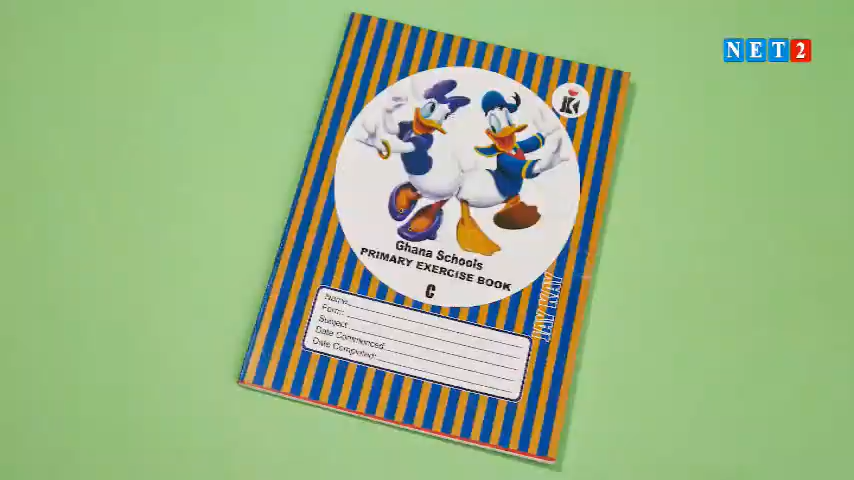 NET2
K
Ghana Schools
PRIMARY EXERCISE BOOK
C
Name:
Form:
Subject
Date Commenced:
Date Completed: